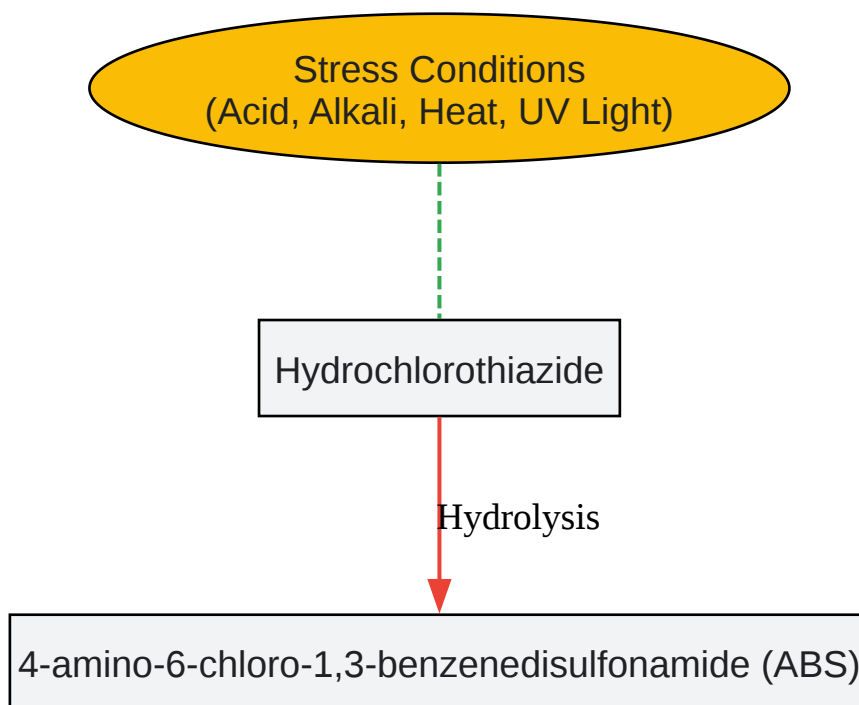 Stress Conditions
(Acid, Alkali, Heat, UV Light)
Hydrochlorothiazide
Hydrolysis
4-amino-6-chloro-1,3-benzenedisulfonamide (ABS)